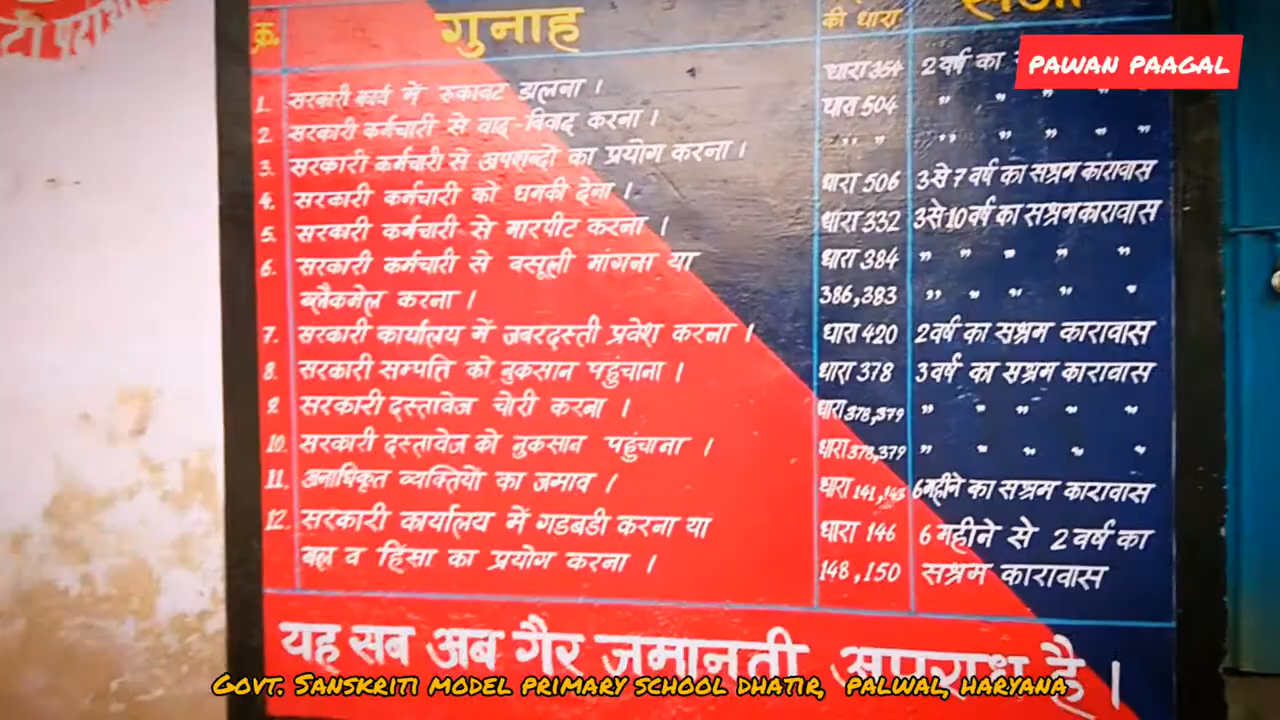 क्र. गुनाह की धारा सजा
PAWAN PAAGAL
1. सरकारी कार्य में रुकावट डालना । धारा 354 2 वर्ष का
2. सरकारी कर्मचारी से वाद-विवाद करना । धारा 504 " " " " "
3. सरकारी कर्मचारी से अपशब्दो का प्रयोग करना । " " " " " " "
4. सरकारी कर्मचारी को धमकी देना । धारा 506 3 से 7 वर्ष का सश्रम कारावास
5. सरकारी कर्मचारी से मारपीट करना । धारा 332 3 से 10 वर्ष का सश्रम कारावास
6. सरकारी कर्मचारी से वसूली मांगना या धारा 384 " " " " "
ब्लैकमेल करना । 386,383 " " " " "
7. सरकारी कार्यालय में जबरदस्ती प्रवेश करना । धारा 420 2 वर्ष का सश्रम कारावास
8. सरकारी सम्पति को नुकसान पहुंचाना । धारा 378 3 वर्ष का सश्रम कारावास
9. सरकारी दस्तावेज चोरी करना । धारा 378,379 " " " " "
10. सरकारी दस्तावेज को नुकसान पहुंचाना । धारा 378,379 " " " " "
11. अनाधिकृत व्यक्तियो का जमाव । धारा 141,143 6 महीने का सश्रम कारावास
12. सरकारी कार्यालय में गडबडी करना या धारा 146 6 महीने से 2 वर्ष का
बल व हिंसा का प्रयोग करना । 148,150 सश्रम कारावास
यह सब अब गैर जमानती अपराध है ।
GOVT. SANSKRITI MODEL PRIMARY SCHOOL DHATIR, PALWAL, HARYANA